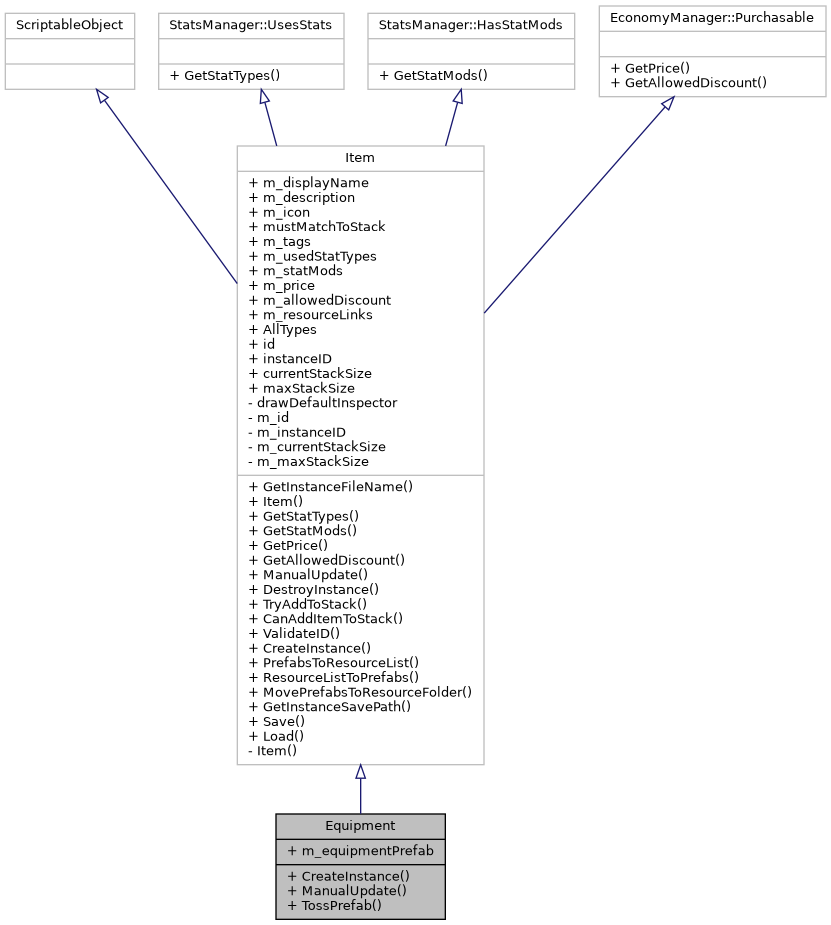 ScriptableObject
StatsManager::UsesStats
+ GetStatTypes()
StatsManager::HasStatMods
+ GetStatMods()
EconomyManager::Purchasable
+ GetPrice()
+ GetAllowedDiscount()
Item
+ m_displayName
+ m_description
+ m_icon
+ mustMatchToStack
+ m_tags
+ m_usedStatTypes
+ m_statMods
+ m_price
+ m_allowedDiscount
+ m_resourceLinks
+ AllTypes
+ id
+ instanceID
+ currentStackSize
+ maxStackSize
- drawDefaultInspector
- m_id
- m_instanceID
- m_currentStackSize
- m_maxStackSize
+ GetInstanceFileName()
+ Item()
+ GetStatTypes()
+ GetStatMods()
+ GetPrice()
+ GetAllowedDiscount()
+ ManualUpdate()
+ DestroyInstance()
+ TryAddToStack()
+ CanAddItemToStack()
+ ValidateID()
+ CreateInstance()
+ PrefabsToResourceList()
+ ResourceListToPrefabs()
+ MovePrefabsToResourceFolder()
+ GetInstanceSavePath()
+ Save()
+ Load()
- Item()
Equipment
+ m_equipmentPrefab
+ CreateInstance()
+ ManualUpdate()
+ TossPrefab()